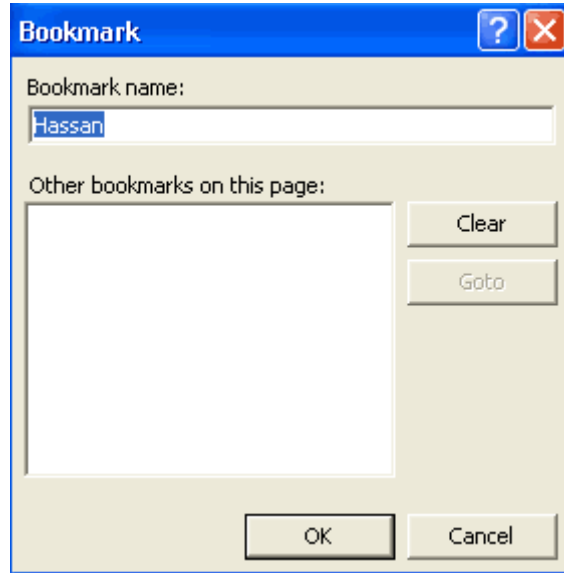 Bookmark
Bookmark name:
Hassan
Other bookmarks on this page:
Clear
Goto
OK
Cancel